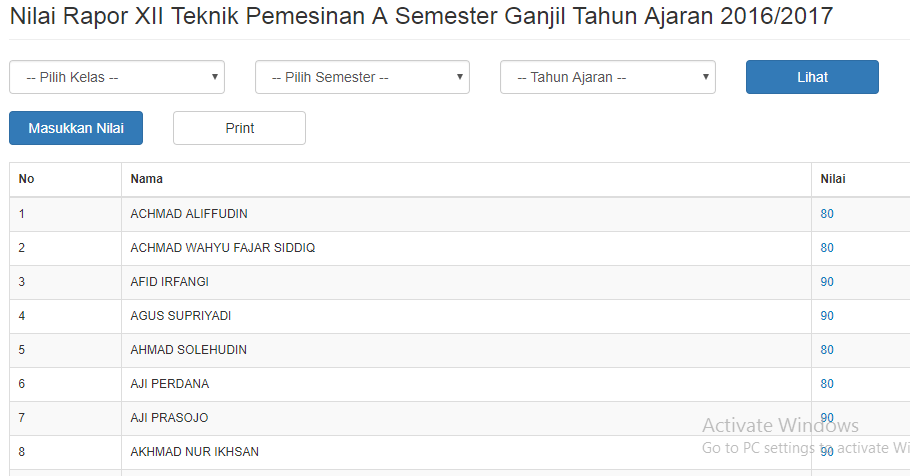 Nilai Rapor XII Teknik Pemesinan A Semester Ganjil Tahun Ajaran 2016/2017
-- Pilih Kelas -- -- Pilih Semester -- -- Tahun Ajaran -- Lihat
Masukkan Nilai Print
No Nama Nilai
1 ACHMAD ALIFFUDIN 80
2 ACHMAD WAHYU FAJAR SIDDIQ 80
3 AFID IRFANGI 90
4 AGUS SUPRIYADI 90
5 AHMAD SOLEHUDIN 80
6 AJI PERDANA 80
7 AJI PRASOJO 90
8 AKHMAD NUR IKHSAN 90
Activate Windows
Go to PC settings to activate Wi